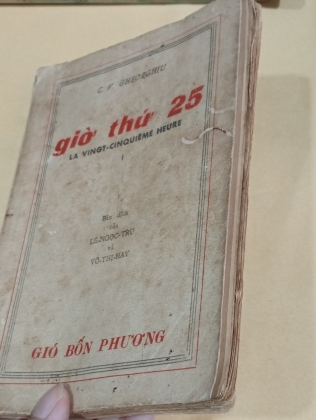 C. V. GHEORGHIU
giờ thứ 25
LA VINGT-CINQUIÈME HEURE
I
Bản dịch
của
LÊ-NGỌC-TRỤ
và
VÕ-THỊ-HAY
GIÓ BỐN PHƯƠNG